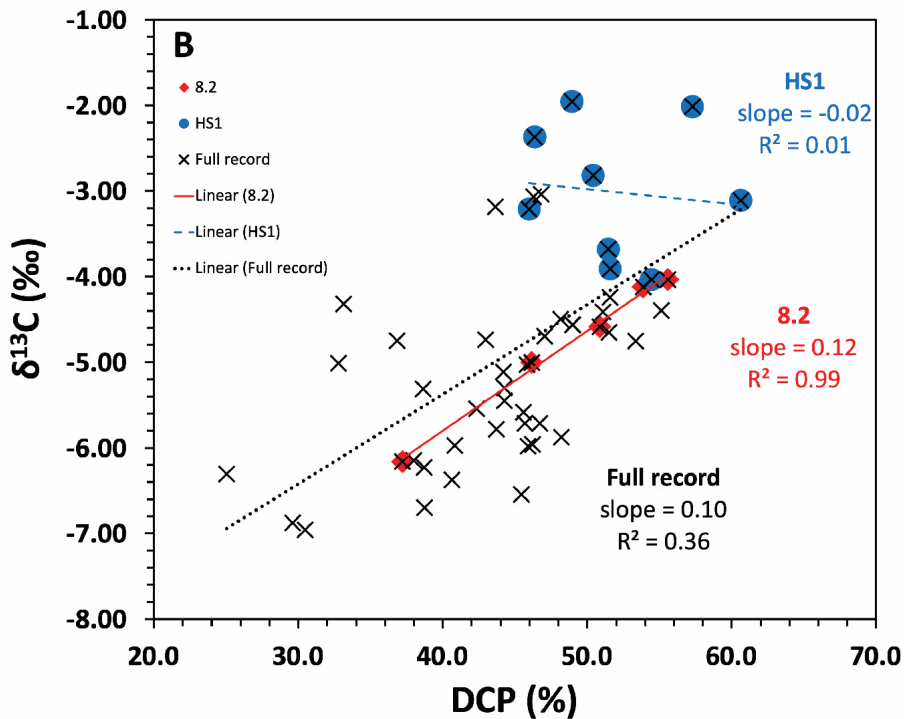 B
8.2
HS1
Full record
Linear (8.2)
Linear (HS1)
Linear (Full record)
HS1
slope = -0.02
R² = 0.01
8.2
slope = 0.12
R² = 0.99
Full record
slope = 0.10
R² = 0.36
δ¹³C (‰)
-1.00
-2.00
-3.00
-4.00
-5.00
-6.00
-7.00
-8.00
20.0 30.0 40.0 50.0 60.0 70.0
DCP (%)